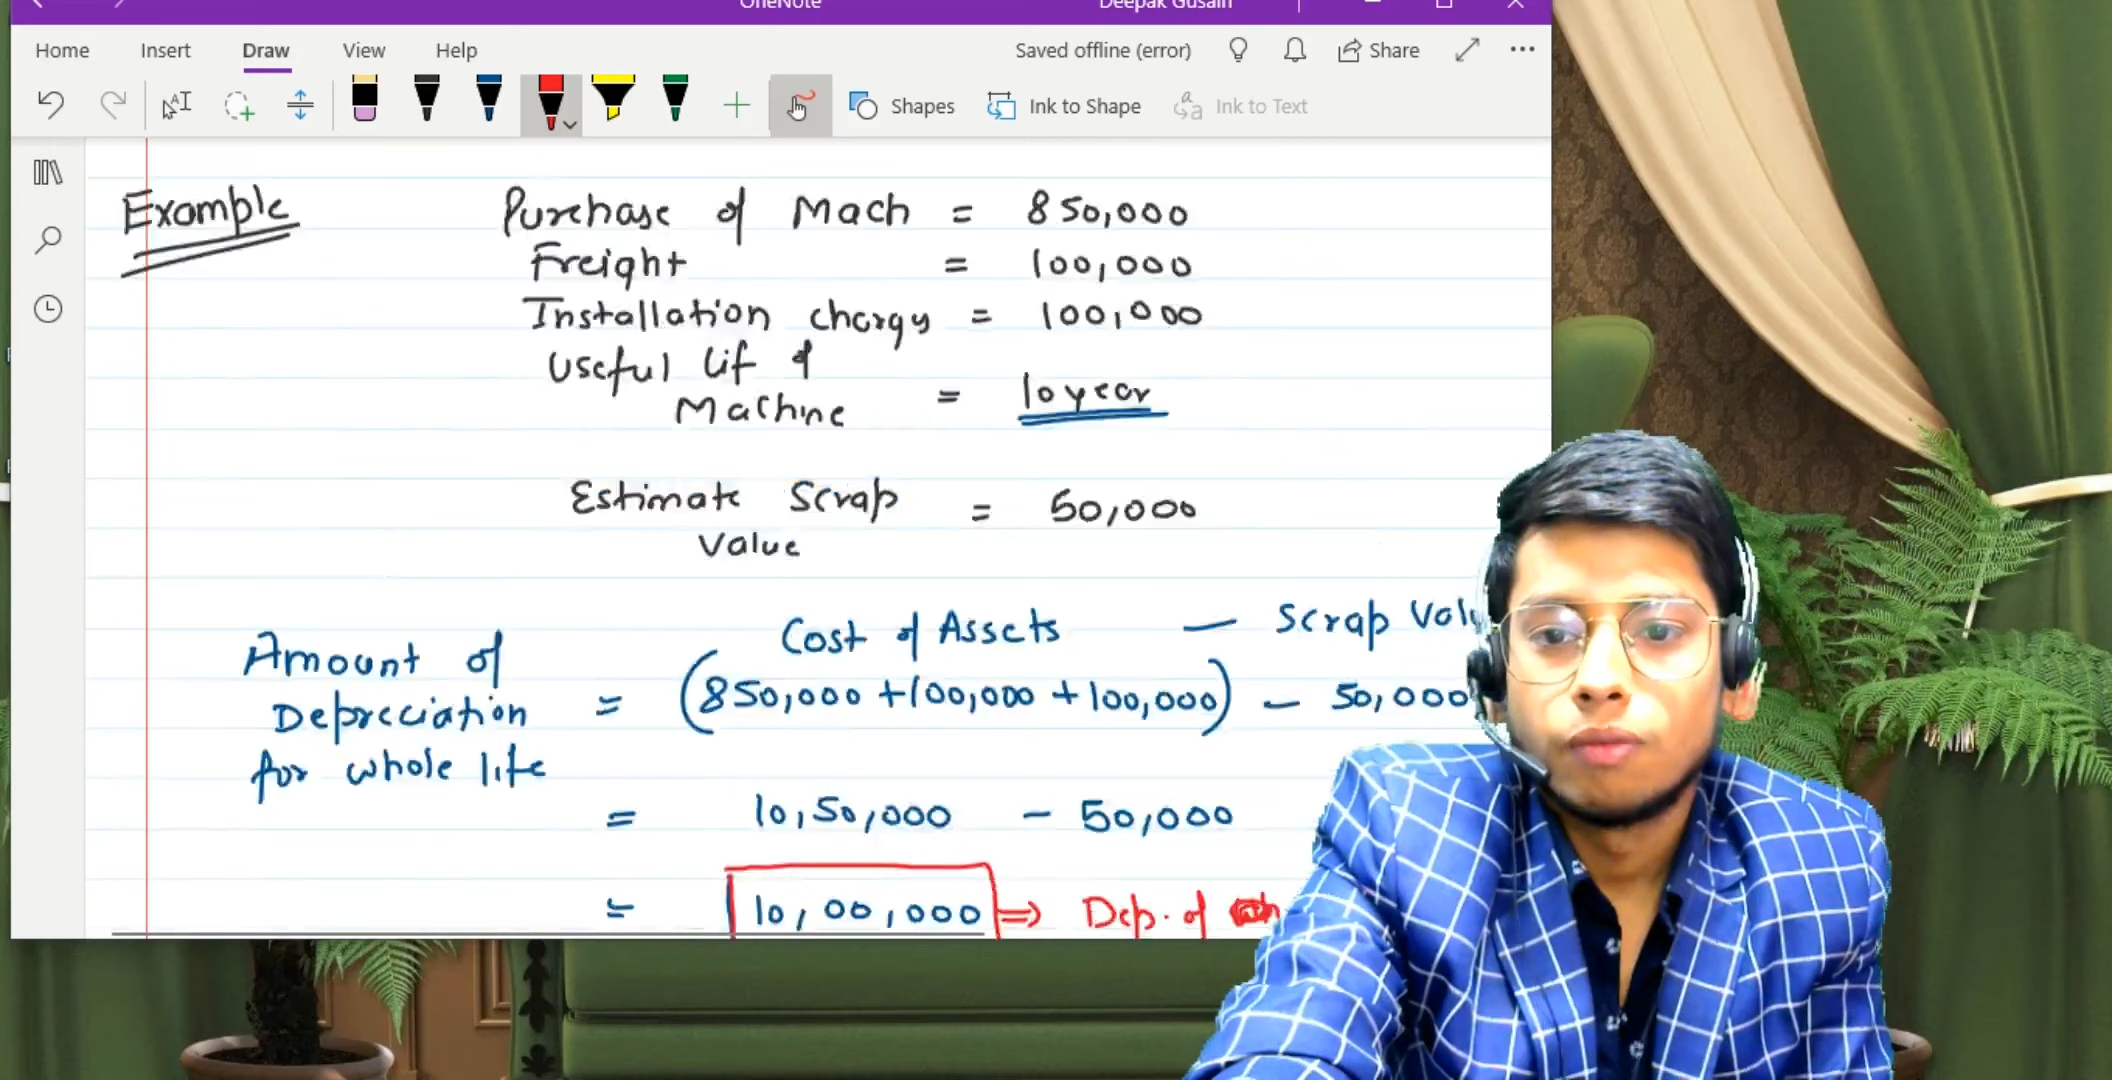 OneNote
Deepak Gusain
Home Insert Draw View Help
Saved offline (error) Share
Shapes Ink to Shape Ink to Text
Example
Purchase of Mach = 850,000
Freight = 100,000
Installation chargy = 100,000
Useful lif of
Machine = 10 year
Estimate Scrap = 50,000
Value
Cost of Assets — Scrap Val
Amount of
Depreciation = (850,000 +100,000 + 100,000) - 50,000
for whole life
= 10,50,000 - 50,000
= 10,00,000 ⇒ Dep. of